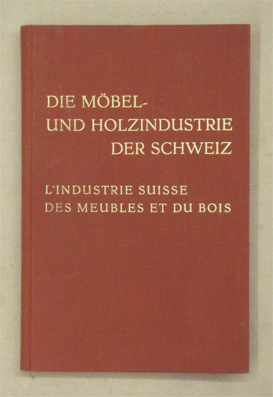 DIE MÖBEL-
UND HOLZINDUSTRIE
DER SCHWEIZ
L'INDUSTRIE SUISSE
DES MEUBLES ET DU BOIS